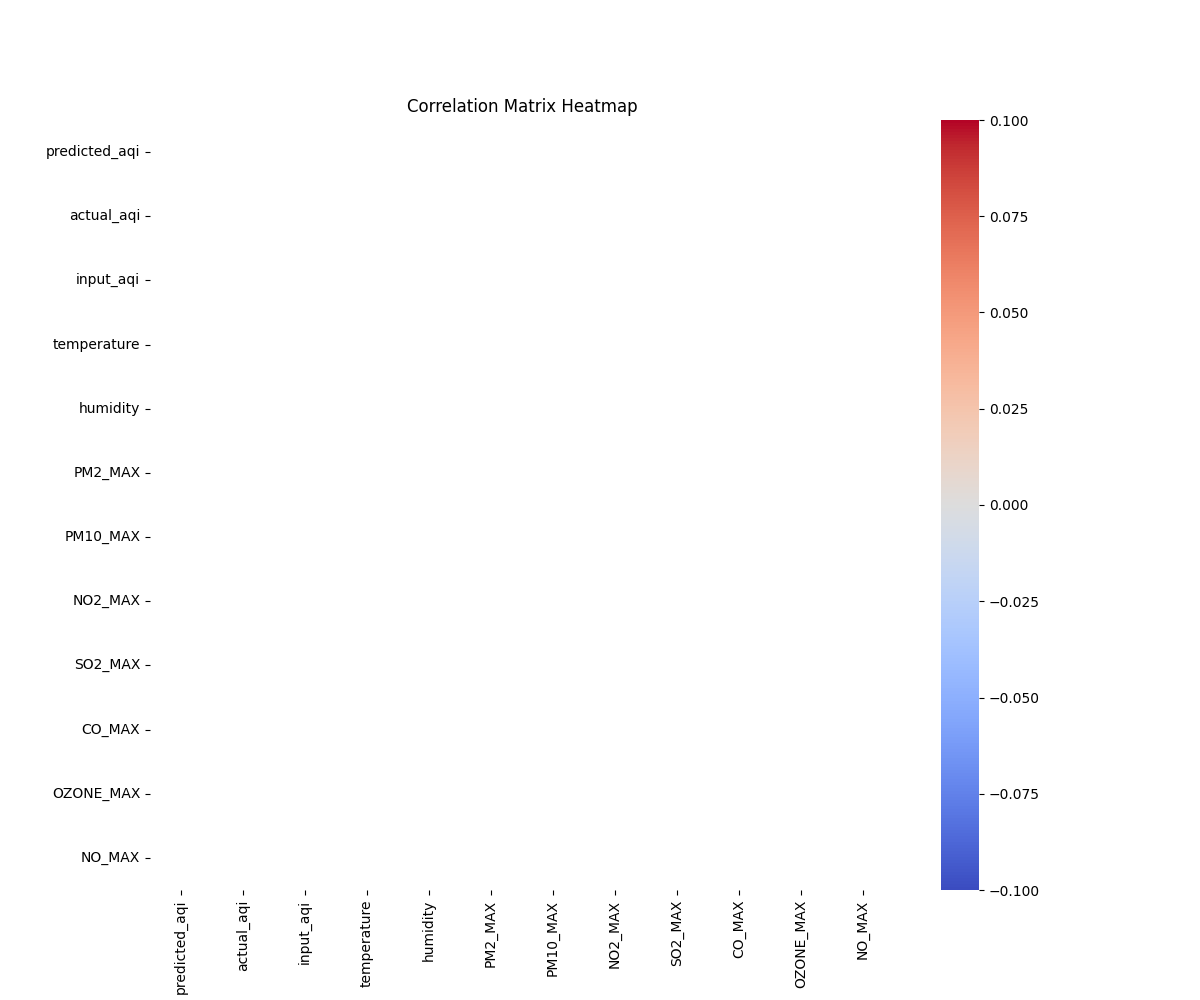 Correlation Matrix Heatmap
predicted_aqi
actual_aqi
input_aqi
temperature
humidity
PM2_MAX
PM10_MAX
NO2_MAX
SO2_MAX
CO_MAX
OZONE_MAX
NO_MAX
predicted_aqi
actual_aqi
input_aqi
temperature
humidity
PM2_MAX
PM10_MAX
NO2_MAX
SO2_MAX
CO_MAX
OZONE_MAX
NO_MAX
0.100
0.075
0.050
0.025
0.000
−0.025
−0.050
−0.075
−0.100